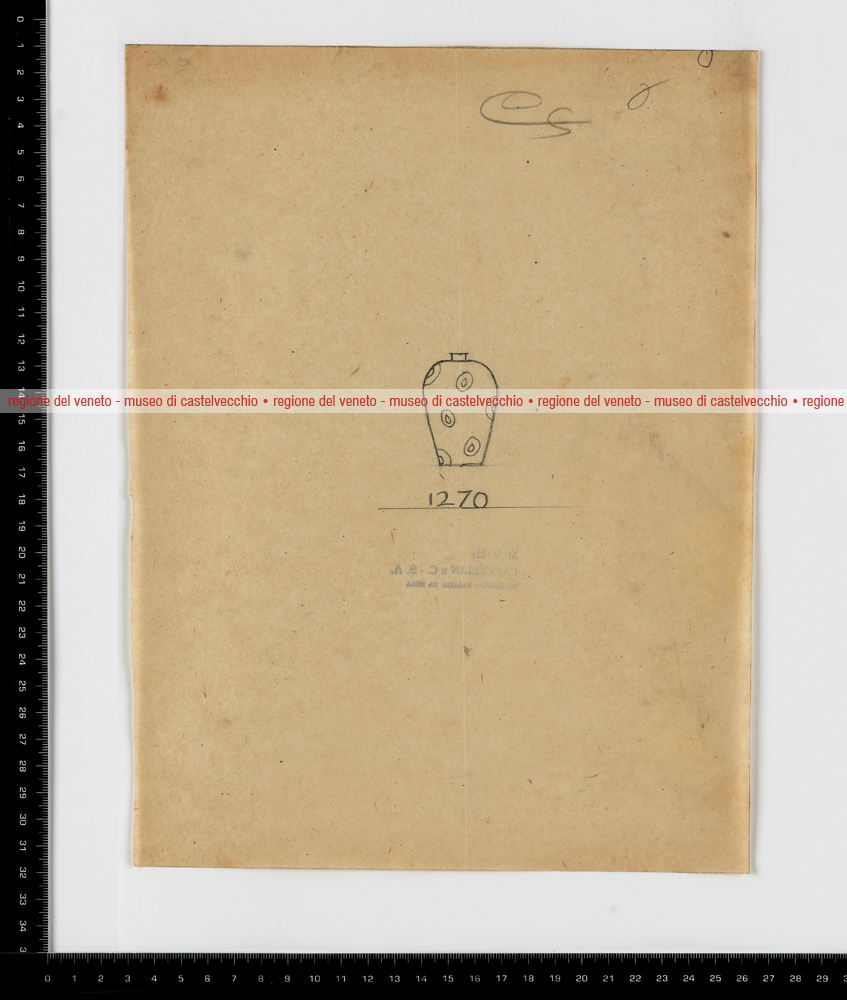 regione del veneto - museo di castelvecchio • regione del veneto - museo di castelvecchio • regione del veneto - museo di castelvecchio • regione
1270
CAPPELLIN & C. - S. A.
0 1 2 3 4 5 6 7 8 9 10 11 12 13 14 15 16 17 18 19 20 21 22 23 24 25 26 27 28 29 30 31 32 33 34 3
0 1 2 3 4 5 6 7 8 9 10 11 12 13 14 15 16 17 18 19 20 21 22 23 24 25 26 27 28 29 3